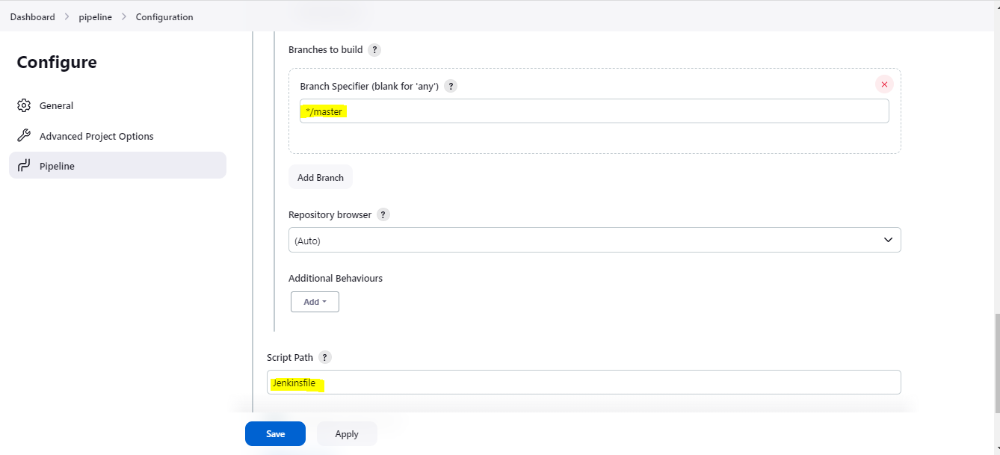 Dashboard > pipeline > Configuration
Configure
General
Advanced Project Options
Pipeline
Branches to build ?
Branch Specifier (blank for 'any') ?
*/master
Add Branch
Repository browser ?
(Auto)
Additional Behaviours
Add
Script Path ?
Jenkinsfile
Save Apply